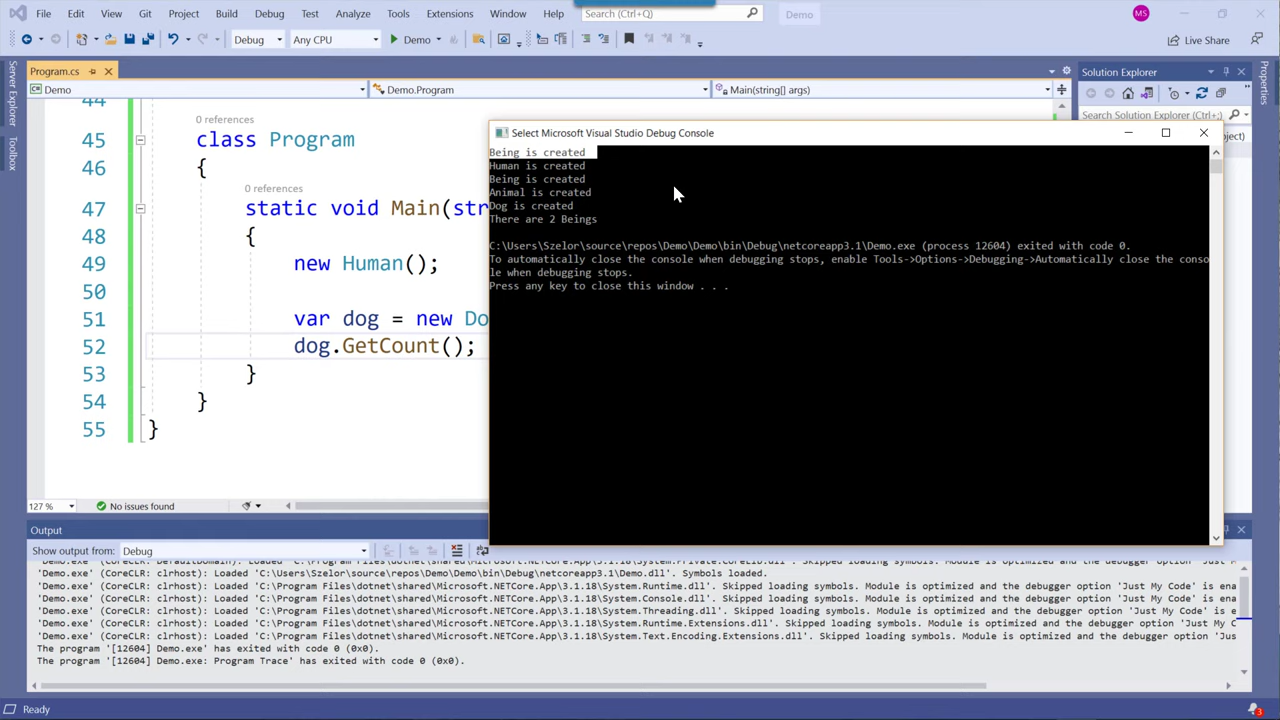 File Edit View Git Project Build Debug Test Analyze Tools Extensions Window Help Search (Ctrl+Q) Demo MS
Debug Any CPU Demo Live Share
Server Explorer
Toolbox
Properties
Program.cs
Solution Explorer
Demo Demo.Program Main(string[] args)
Search Solution Explorer (Ctrl+;)
44
0 references
45 class Program
46 {
0 references
47 static void Main(str
48 {
49 new Human();
50
51 var dog = new Do
52 dog.GetCount();
53 }
54 }
55 }
127 % No issues found
Select Microsoft Visual Studio Debug Console
Being is created
Human is created
Being is created
Animal is created
Dog is created
There are 2 Beings
C:\Users\Szelor\source\repos\Demo\Demo\bin\Debug\netcoreapp3.1\Demo.exe (process 12604) exited with code 0.
To automatically close the console when debugging stops, enable Tools->Options->Debugging->Automatically close the conso
le when debugging stops.
Press any key to close this window . . .
Output
Show output from: Debug
'Demo.exe' (CoreCLR: clrhost): Loaded 'C:\Users\Szelor\source\repos\Demo\Demo\bin\Debug\netcoreapp3.1\Demo.dll'. Symbols loaded.
'Demo.exe' (CoreCLR: clrhost): Loaded 'C:\Program Files\dotnet\shared\Microsoft.NETCore.App\3.1.18\System.Runtime.dll'. Skipped loading symbols. Module is optimized and the debugger option 'Just My Code' is ena
'Demo.exe' (CoreCLR: clrhost): Loaded 'C:\Program Files\dotnet\shared\Microsoft.NETCore.App\3.1.18\System.Console.dll'. Skipped loading symbols. Module is optimized and the debugger option 'Just My Code' is ena
'Demo.exe' (CoreCLR: clrhost): Loaded 'C:\Program Files\dotnet\shared\Microsoft.NETCore.App\3.1.18\System.Threading.dll'. Skipped loading symbols. Module is optimized and the debugger option 'Just My Code' is e
'Demo.exe' (CoreCLR: clrhost): Loaded 'C:\Program Files\dotnet\shared\Microsoft.NETCore.App\3.1.18\System.Runtime.Extensions.dll'. Skipped loading symbols. Module is optimized and the debugger option 'Just My C
'Demo.exe' (CoreCLR: clrhost): Loaded 'C:\Program Files\dotnet\shared\Microsoft.NETCore.App\3.1.18\System.Text.Encoding.Extensions.dll'. Skipped loading symbols. Module is optimized and the debugger option 'Jus
The program '[12604] Demo.exe' has exited with code 0 (0x0).
The program '[12604] Demo.exe: Program Trace' has exited with code 0 (0x0).
Ready 3